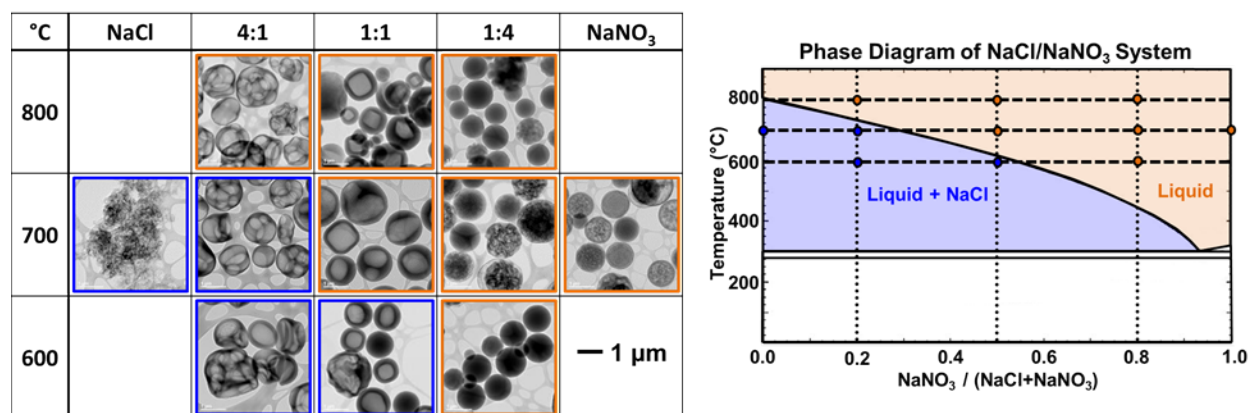 °C NaCl 4:1 1:1 1:4 NaNO₃
800
700
600
1 μm
Phase Diagram of NaCl/NaNO₃ System
Temperature (°C)
800
600
400
200
Liquid + NaCl
Liquid
0.0 0.2 0.4 0.6 0.8 1.0
NaNO₃ / (NaCl+NaNO₃)